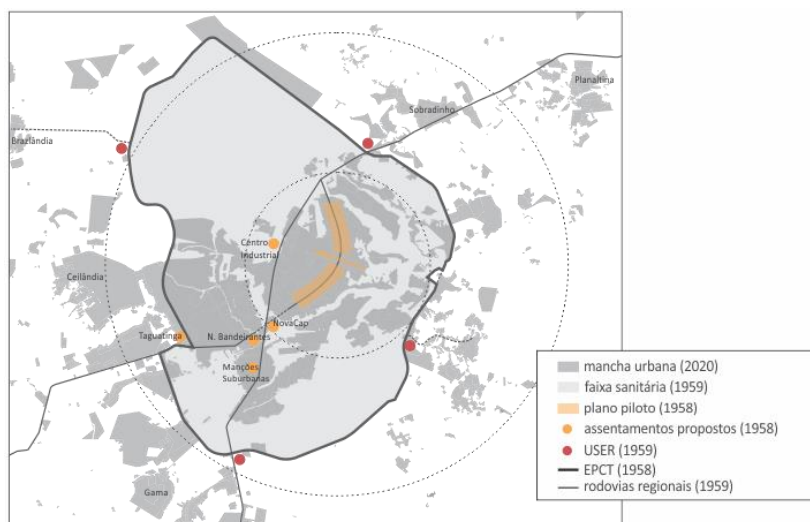 Planaltina
Sobradinho
Brazlândia
Centro
Industrial
Ceilândia
NovaCap
Taguatinga
N. Bandeirantes
Manções
Suburbanas
Gama
mancha urbana (2020)
faixa sanitária (1959)
plano piloto (1958)
assentamentos propostos (1958)
USER (1959)
EPCT (1958)
rodovias regionais (1959)